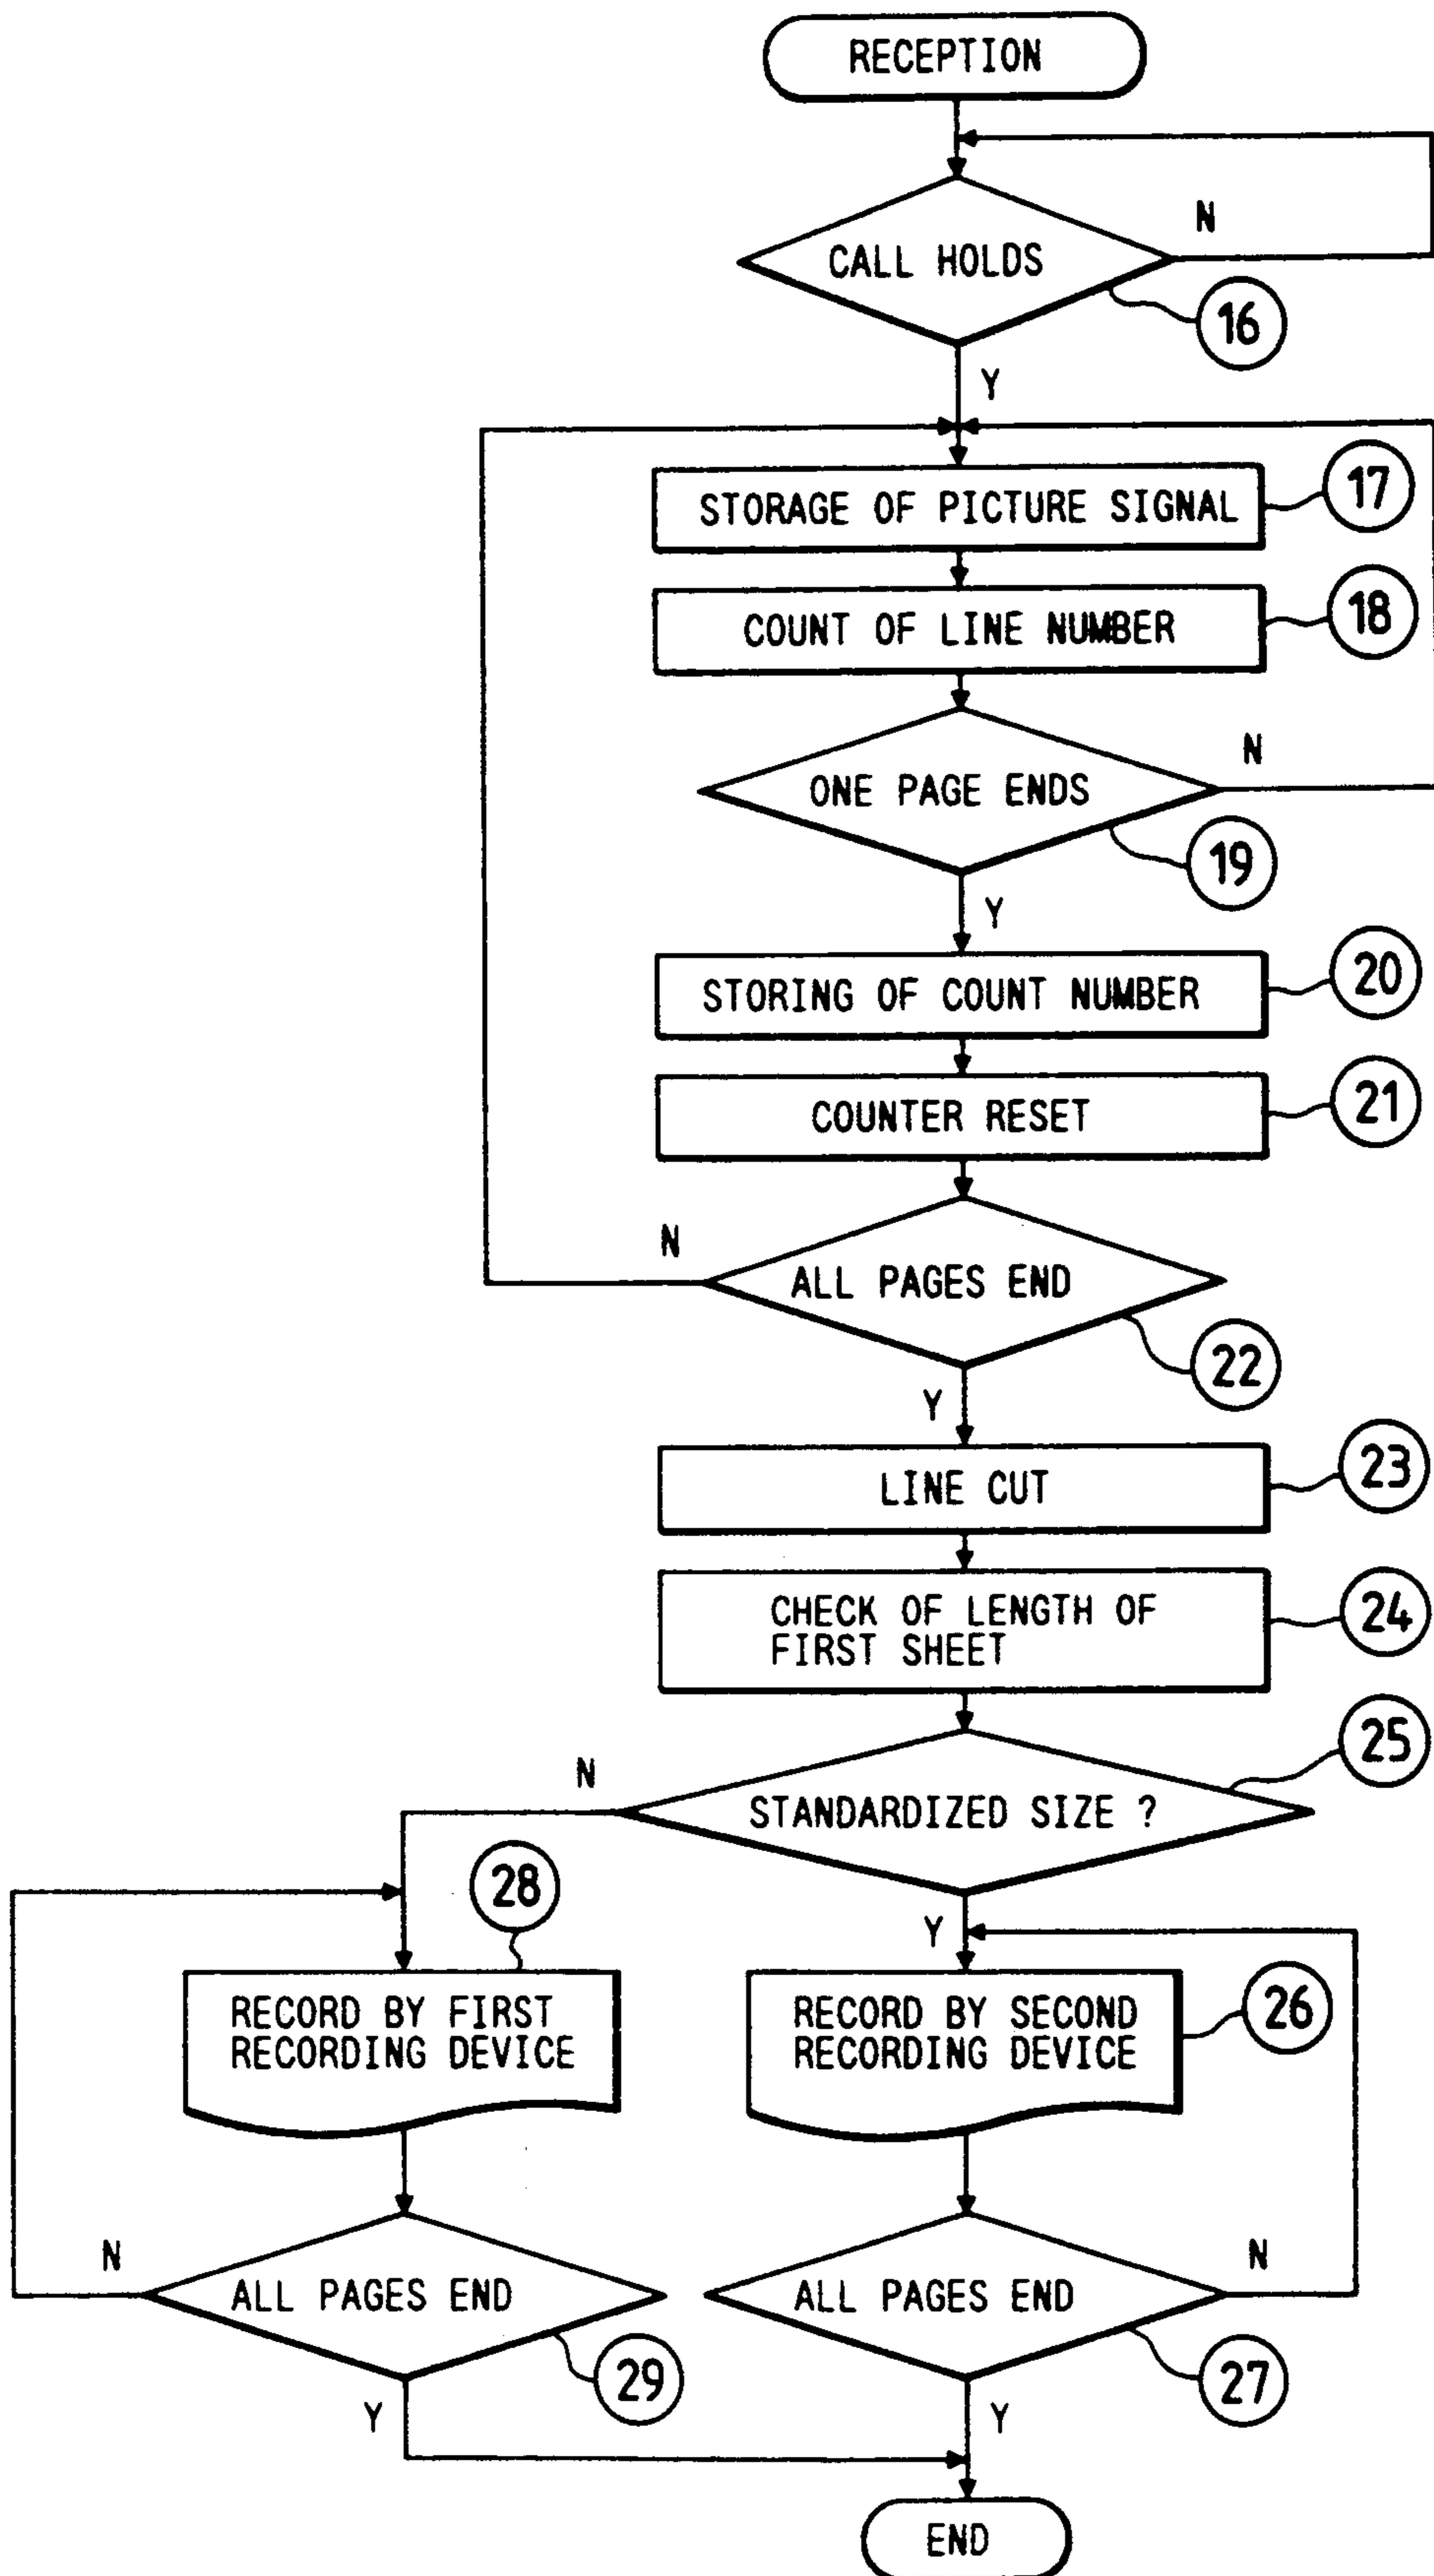 RECEPTION
N
CALL HOLDS
16
Y
STORAGE OF PICTURE SIGNAL
17
COUNT OF LINE NUMBER
18
N
ONE PAGE ENDS
19
Y
STORING OF COUNT NUMBER
20
COUNTER RESET
21
N
ALL PAGES END
22
Y
LINE CUT
23
CHECK OF LENGTH OF
FIRST SHEET
24
25
N
STANDARDIZED SIZE ?
28
Y
RECORD BY FIRST
RECORDING DEVICE
RECORD BY SECOND
RECORDING DEVICE
26
N
ALL PAGES END
29
Y
N
ALL PAGES END
27
Y
END